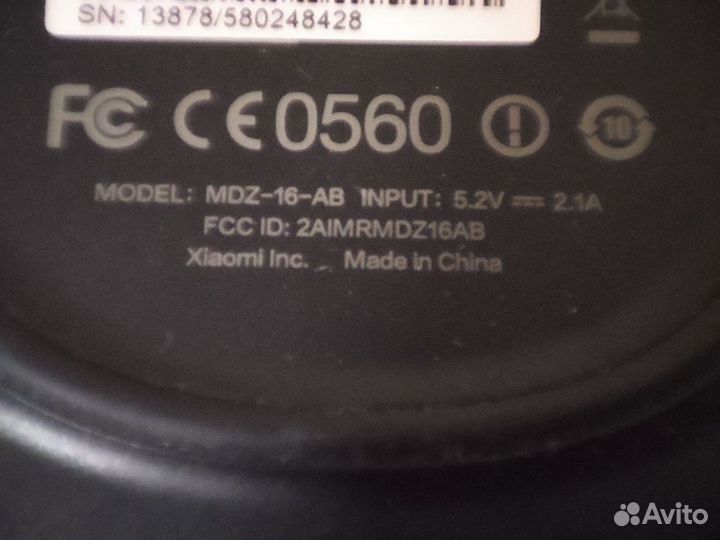 SN: 13878/580248428
FC CE0560 10
MODEL: MDZ-16-AB INPUT: 5.2V ⎓ 2.1A
FCC ID: 2AIMRMDZ16AB
Xiaomi Inc. Made in China
Avito